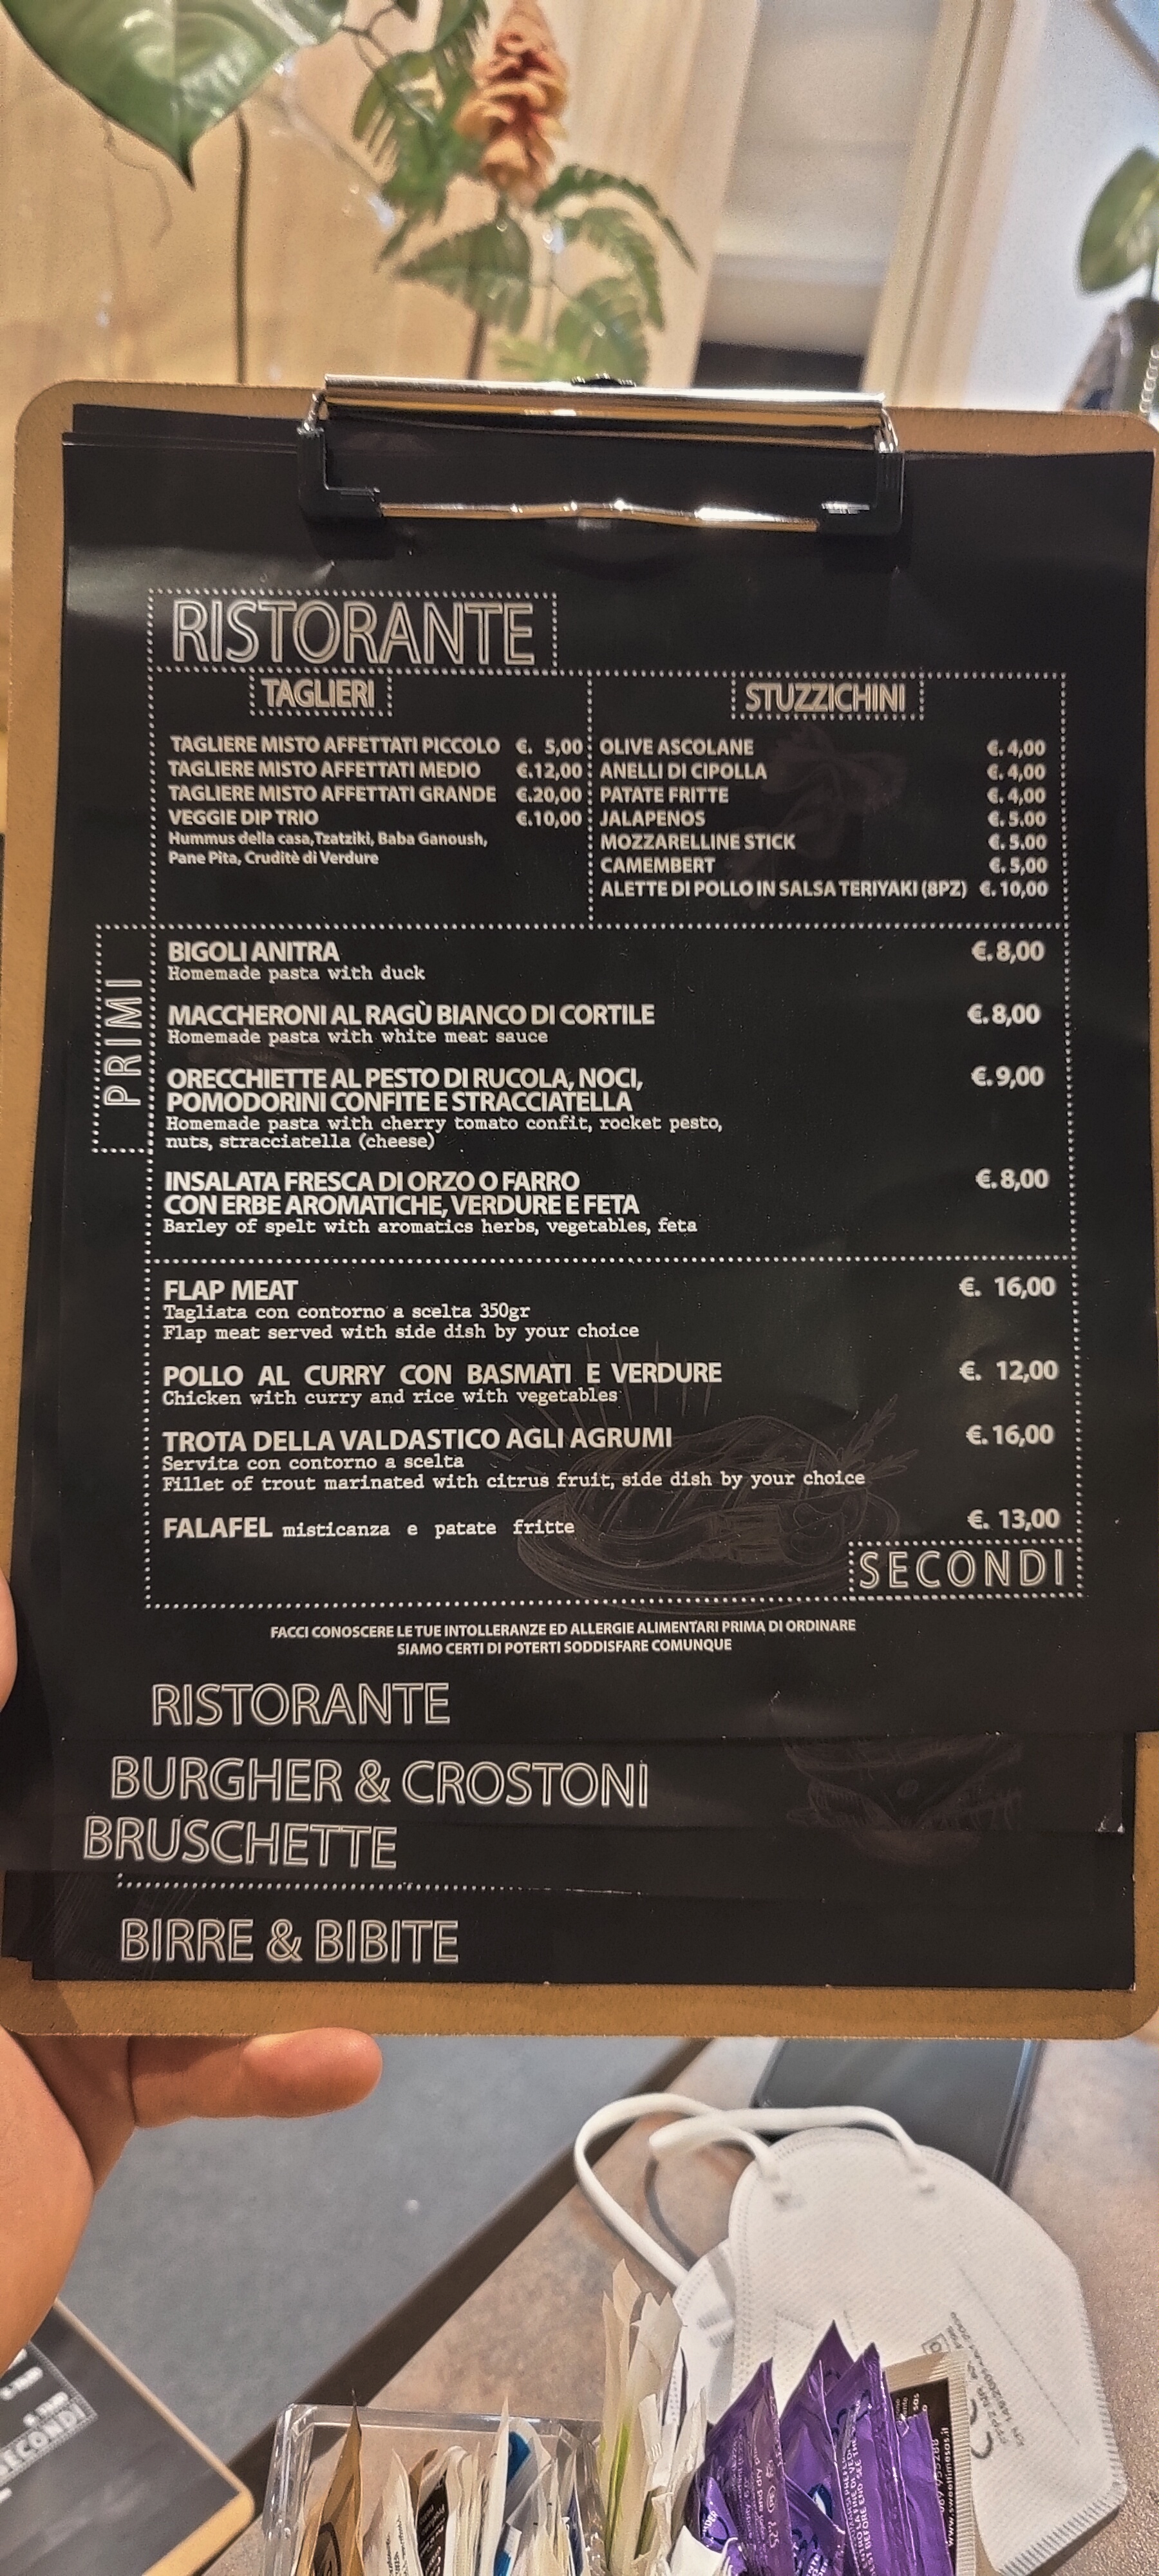 RISTORANTE
TAGLIERI
TAGLIERE MISTO AFFETTATI PICCOLO €. 5,00
TAGLIERE MISTO AFFETTATI MEDIO €.12,00
TAGLIERE MISTO AFFETTATI GRANDE €.20,00
VEGGIE DIP TRIO €.10,00
Hummus della casa,Tzatziki, Baba Ganoush,
Pane Pita, Cruditè di Verdure
STUZZICHINI
OLIVE ASCOLANE €. 4,00
ANELLI DI CIPOLLA €. 4,00
PATATE FRITTE €. 4,00
JALAPENOS €. 5.00
MOZZARELLINE STICK €. 5.00
CAMEMBERT €. 5,00
ALETTE DI POLLO IN SALSA TERIYAKI (8PZ) €. 10,00
PRIMI
BIGOLI ANITRA €.8,00
Homemade pasta with duck
MACCHERONI AL RAGÙ BIANCO DI CORTILE €.8,00
Homemade pasta with white meat sauce
ORECCHIETTE AL PESTO DI RUCOLA, NOCI, €.9,00
POMODORINI CONFITE E STRACCIATELLA
Homemade pasta with cherry tomato confit, rocket pesto,
nuts, stracciatella (cheese)
INSALATA FRESCA DI ORZO O FARRO €.8,00
CON ERBE AROMATICHE, VERDURE E FETA
Barley of spelt with aromatics herbs, vegetables, feta
FLAP MEAT €. 16,00
Tagliata con contorno a scelta 350gr
Flap meat served with side dish by your choice
POLLO AL CURRY CON BASMATI E VERDURE €. 12,00
Chicken with curry and rice with vegetables
TROTA DELLA VALDASTICO AGLI AGRUMI €.16,00
Servita con contorno a scelta
Fillet of trout marinated with citrus fruit, side dish by your choice
FALAFEL misticanza e patate fritte €. 13,00
SECONDI
FACCI CONOSCERE LE TUE INTOLLERANZE ED ALLERGIE ALIMENTARI PRIMA DI ORDINARE
SIAMO CERTI DI POTERTI SODDISFARE COMUNQUE
RISTORANTE
BURGHER & CROSTONI
BRUSCHETTE
BIRRE & BIBITE
ECONDI